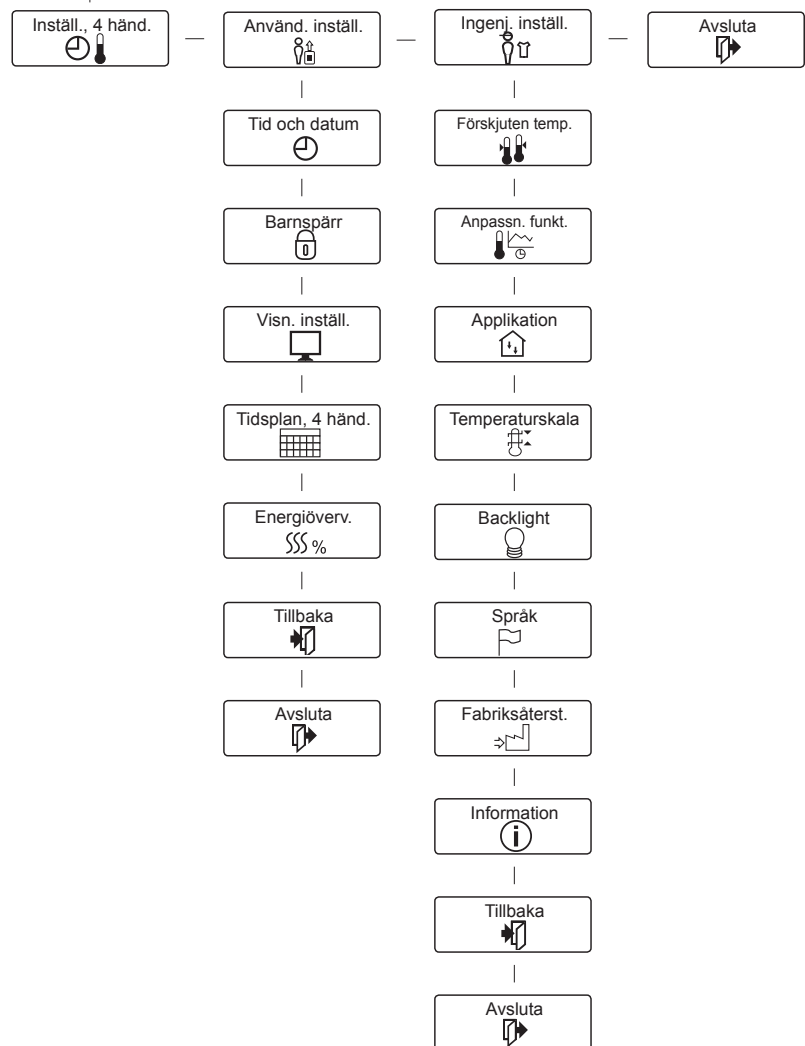 Inställ., 4 händ.
Använd. inställ.
Ingenj. inställ.
Avsluta
Tid och datum
Barnspärr
Visn. inställ.
Tidsplan, 4 händ.
Energiöverv.
%
Tillbaka
Avsluta
Förskjuten temp.
Anpassn. funkt.
Applikation
Temperaturskala
Backlight
Språk
Fabriksåterst.
Information
i
Tillbaka
Avsluta